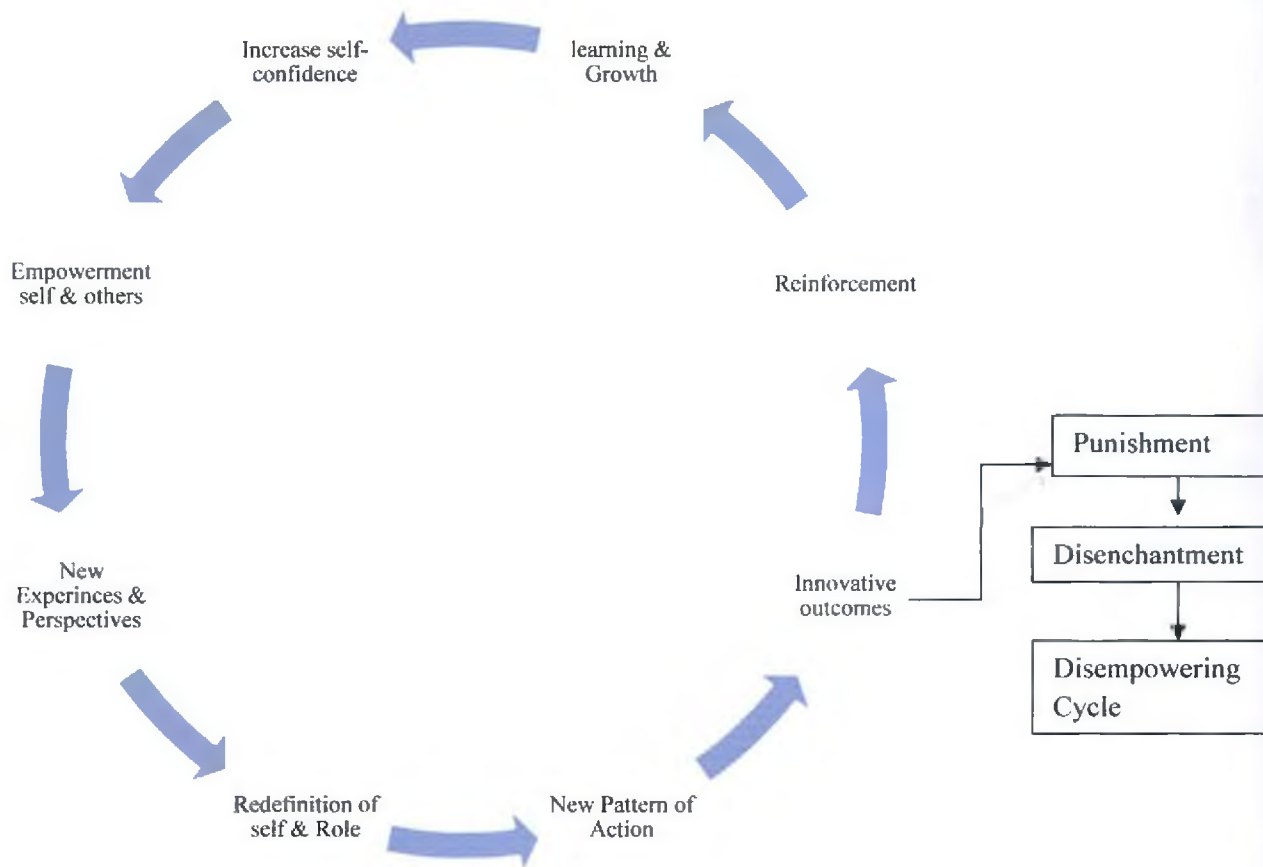 Increase self-
confidence
learning &
Growth
Empowerment
self & others
Reinforcement
Punishment
Disenchantment
Disempowering
Cycle
New
Experinces &
Perspectives
Innovative
outcomes
Redefinition of
self & Role
New Pattern of
Action